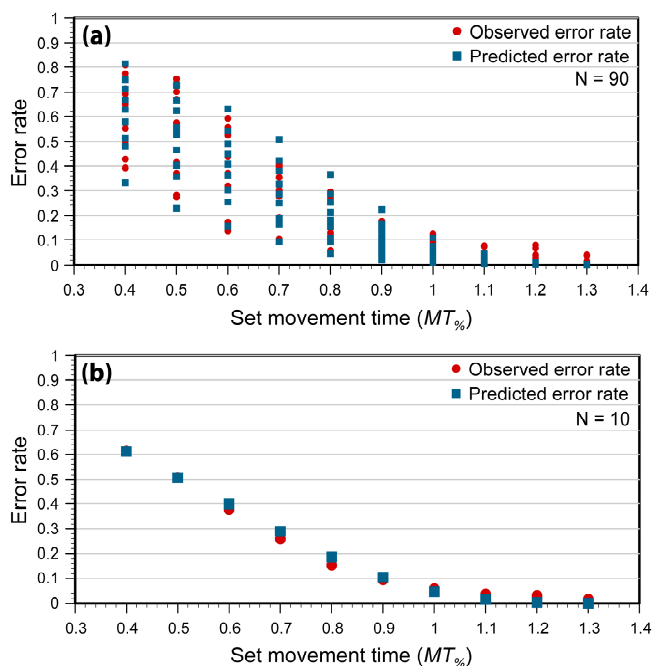 (a)
Observed error rate
Predicted error rate
N = 90
Error rate
1
0.9
0.8
0.7
0.6
0.5
0.4
0.3
0.2
0.1
0
0.3 0.4 0.5 0.6 0.7 0.8 0.9 1 1.1 1.2 1.3 1.4
Set movement time (MT%)
(b)
Observed error rate
Predicted error rate
N = 10
Error rate
1
0.9
0.8
0.7
0.6
0.5
0.4
0.3
0.2
0.1
0
0.3 0.4 0.5 0.6 0.7 0.8 0.9 1 1.1 1.2 1.3 1.4
Set movement time (MT%)